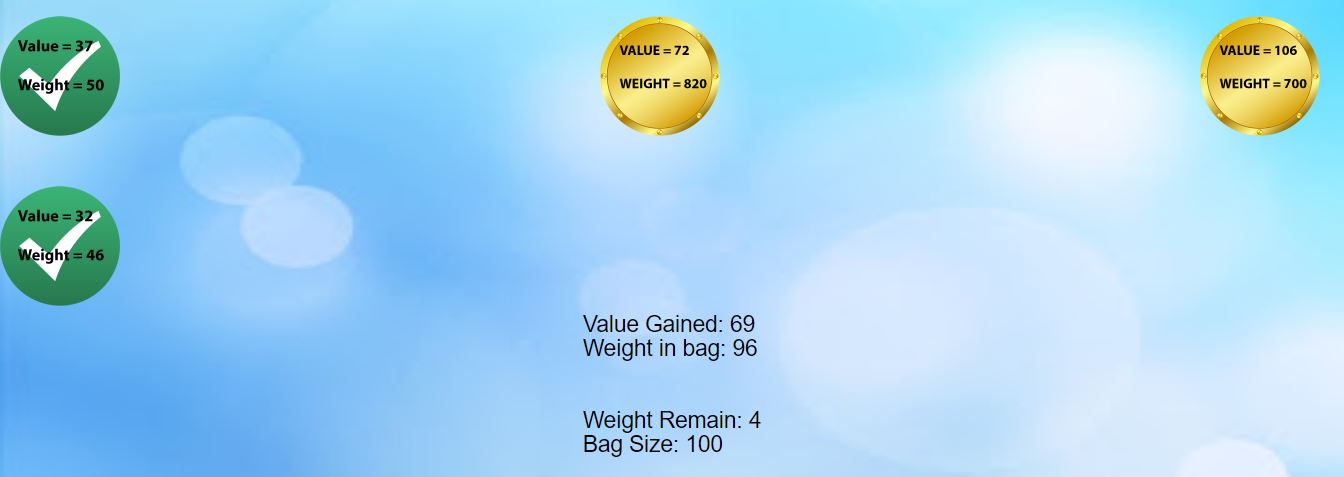 Value = 37
Weight = 50
VALUE = 72
WEIGHT = 820
VALUE = 106
WEIGHT = 700
Value = 32
Weight = 46
Value Gained: 69
Weight in bag: 96
Weight Remain: 4
Bag Size: 100